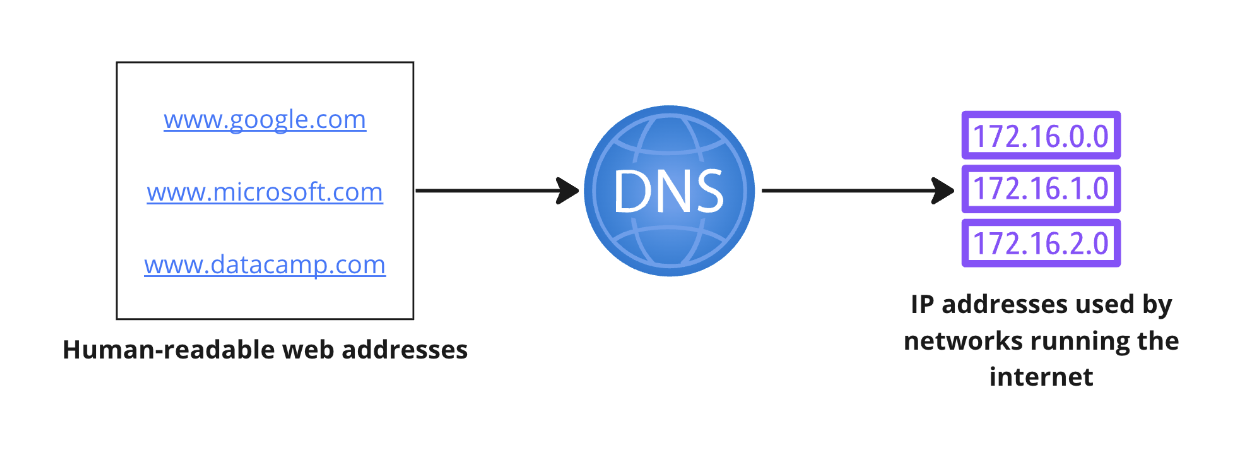 www.google.com
www.microsoft.com
www.datacamp.com
Human-readable web addresses
DNS
172.16.0.0
172.16.1.0
172.16.2.0
IP addresses used by
networks running the
internet